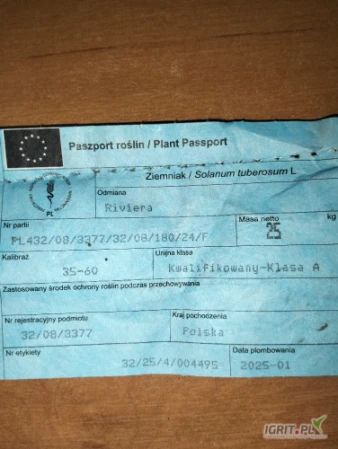 Paszport roślin / Plant Passport
Ziemniak / Solanum tuberosum L
Odmiana
Riviera
PL
Nr partii
PL432/08/3377/32/08/180/24/F
Masa netto
25 kg
Kalibraż
35-60
Unijna klasa
Kwalifikowany-Klasa A
Zastosowany środek ochrony roślin podczas przechowywania
Nr rejestracyjny podmiotu
32/08/3377
Kraj pochodzenia
Polska
Nr etykiety
32/25/4/004495
Data plombowania
2025-01
IGRIT.PL